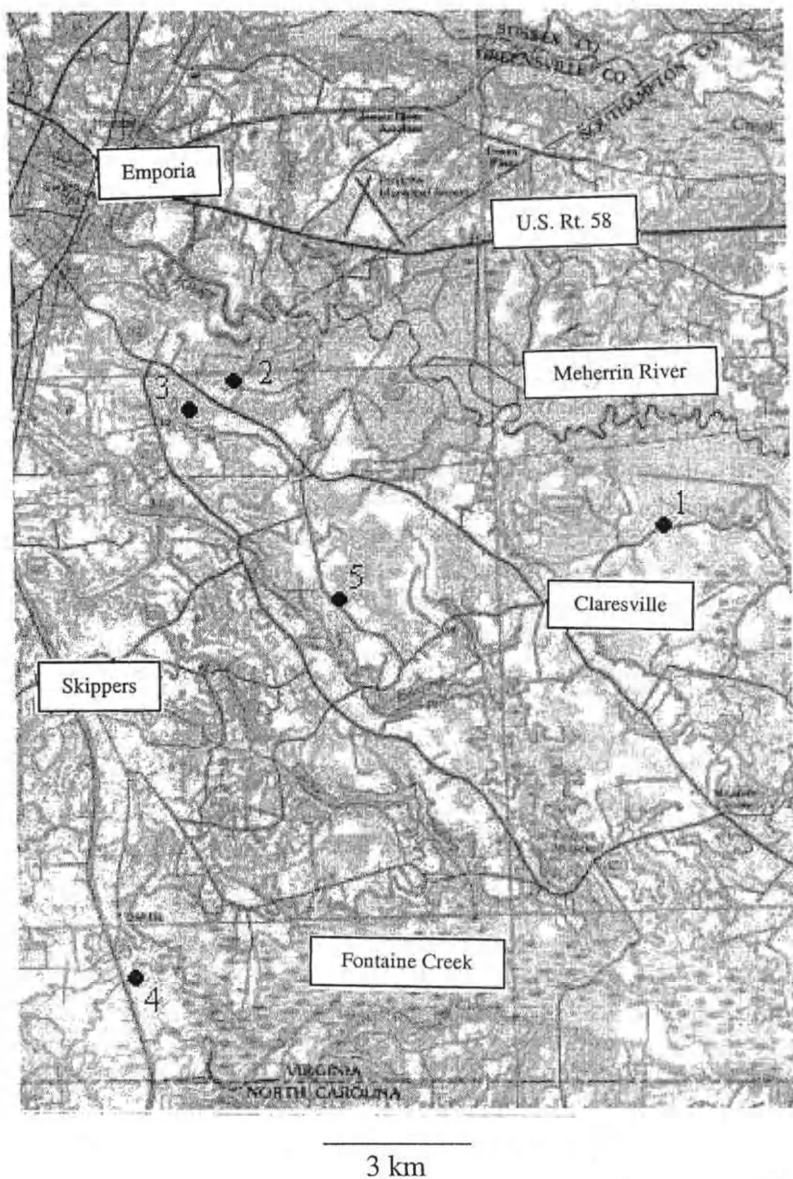 SUSSEX CO
GREENSVILLE CO
SOUTHAMPTON CO
Emporia
U.S. Rt. 58
Meherrin River
2
3
1
5
Claresville
Skippers
Fontaine Creek
4
VIRGINIA
NORTH CAROLINA
3 km